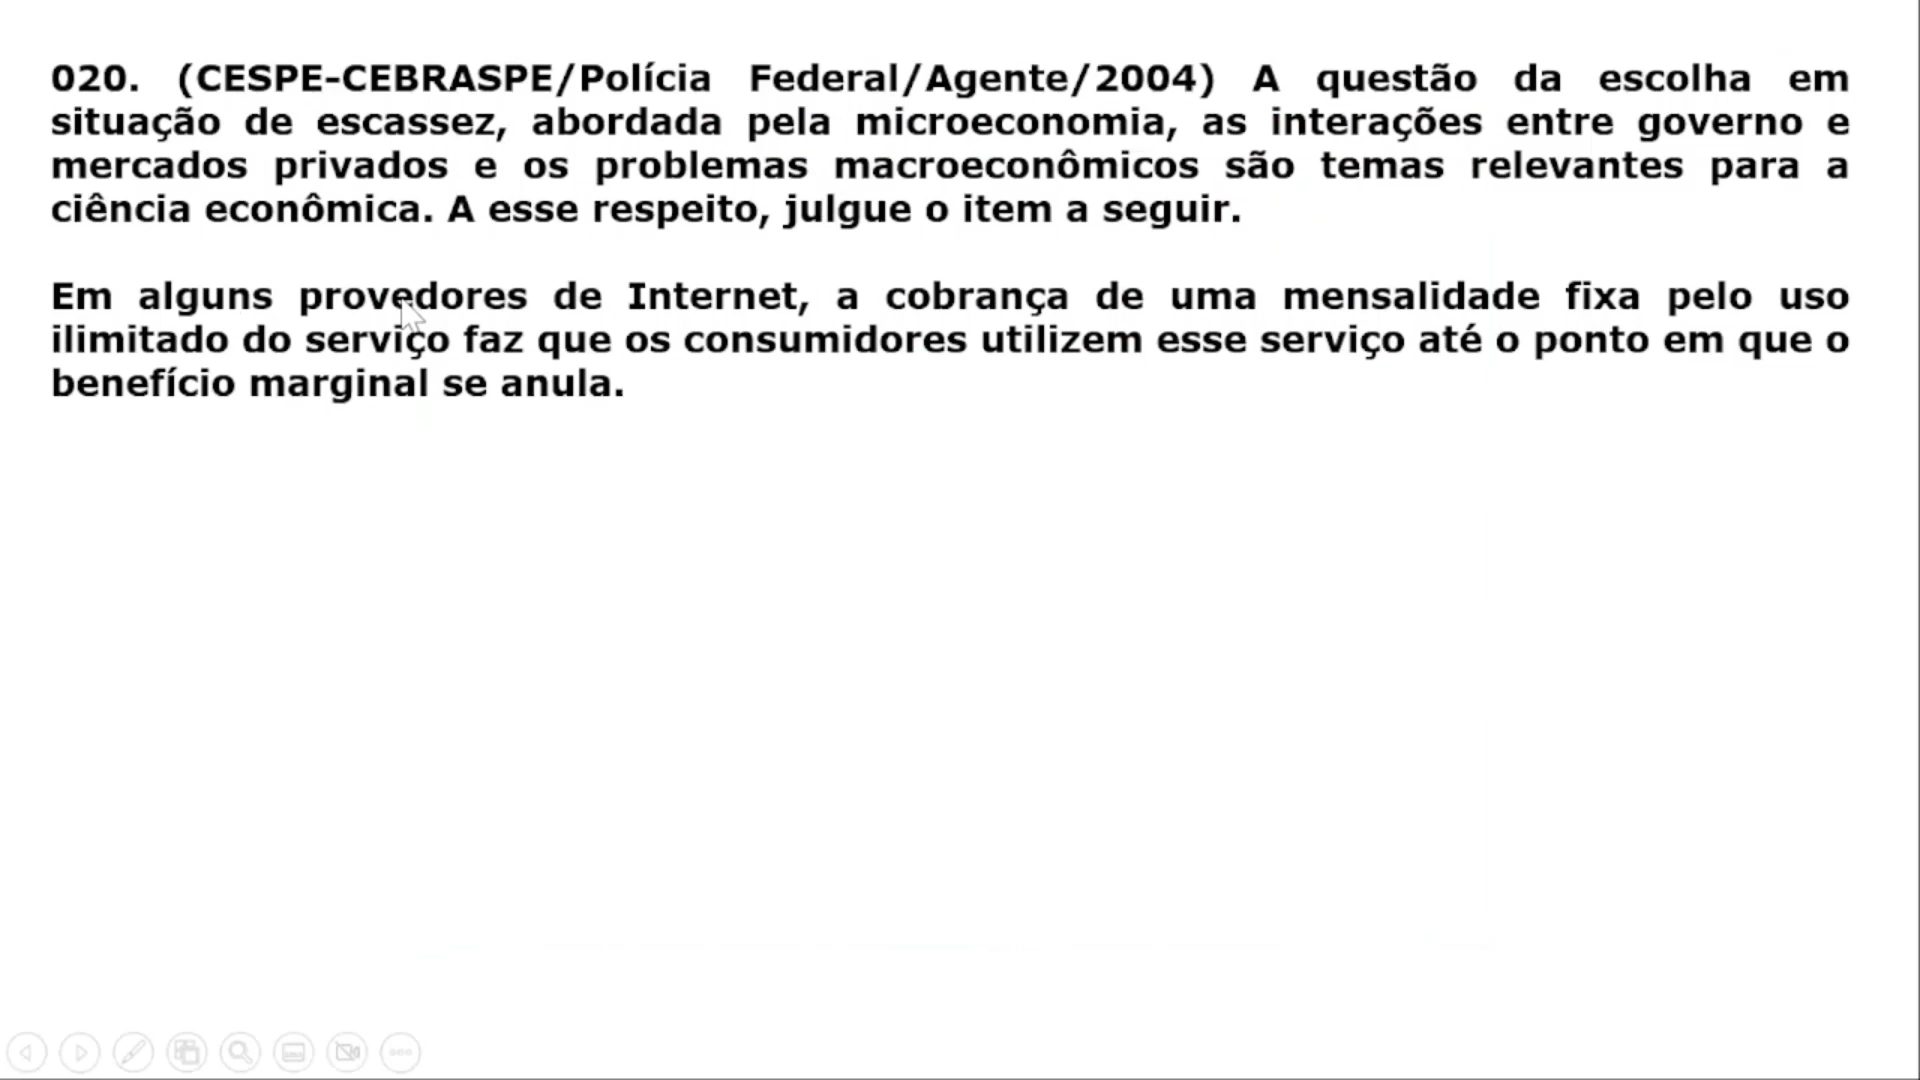 020. (CESPE-CEBRASPE/Polícia Federal/Agente/2004) A questão da escolha em
situação de escassez, abordada pela microeconomia, as interações entre governo e
mercados privados e os problemas macroeconômicos são temas relevantes para a
ciência econômica. A esse respeito, julgue o item a seguir.
Em alguns provedores de Internet, a cobrança de uma mensalidade fixa pelo uso
ilimitado do serviço faz que os consumidores utilizem esse serviço até o ponto em que o
benefício marginal se anula.